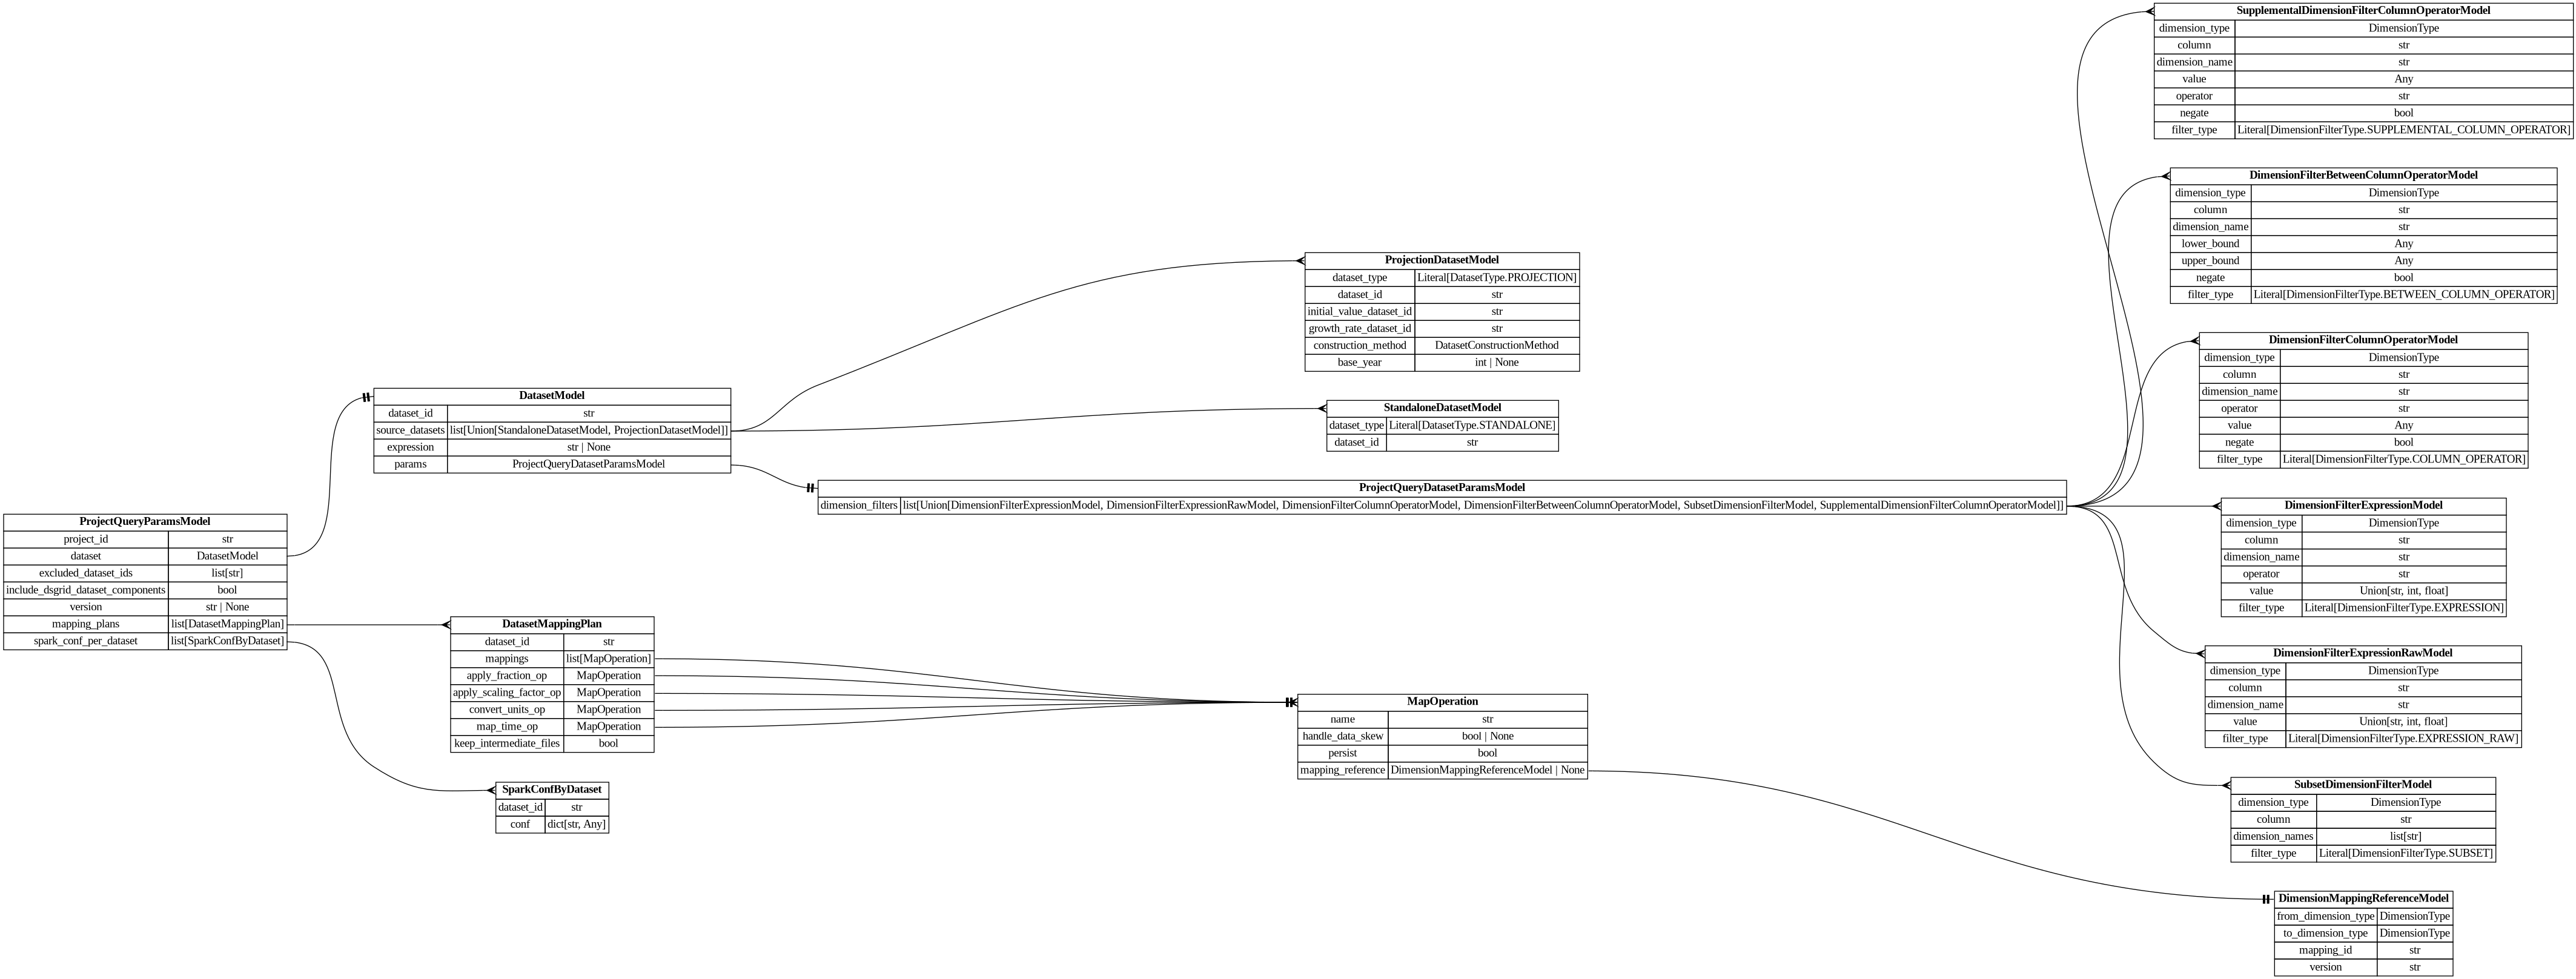 SupplementalDimensionFilterColumnOperatorModel
dimension_type DimensionType
column str
dimension_name str
value Any
operator str
negate bool
filter_type Literal[DimensionFilterType.SUPPLEMENTAL_COLUMN_OPERATOR]
DimensionFilterBetweenColumnOperatorModel
dimension_type DimensionType
column str
dimension_name str
lower_bound Any
upper_bound Any
negate bool
filter_type Literal[DimensionFilterType.BETWEEN_COLUMN_OPERATOR]
ProjectionDatasetModel
dataset_type Literal[DatasetType.PROJECTION]
dataset_id str
initial_value_dataset_id str
growth_rate_dataset_id str
construction_method DatasetConstructionMethod
base_year int | None
DimensionFilterColumnOperatorModel
dimension_type DimensionType
column str
dimension_name str
operator str
value Any
negate bool
filter_type Literal[DimensionFilterType.COLUMN_OPERATOR]
DatasetModel
dataset_id str
source_datasets list[Union[StandaloneDatasetModel, ProjectionDatasetModel]]
expression str | None
params ProjectQueryDatasetParamsModel
StandaloneDatasetModel
dataset_type Literal[DatasetType.STANDALONE]
dataset_id str
ProjectQueryDatasetParamsModel
dimension_filters list[Union[DimensionFilterExpressionModel, DimensionFilterExpressionRawModel, DimensionFilterColumnOperatorModel, DimensionFilterBetweenColumnOperatorModel, SubsetDimensionFilterModel, SupplementalDimensionFilterColumnOperatorModel]]
DimensionFilterExpressionModel
dimension_type DimensionType
column str
dimension_name str
operator str
value Union[str, int, float]
filter_type Literal[DimensionFilterType.EXPRESSION]
ProjectQueryParamsModel
project_id str
dataset DatasetModel
excluded_dataset_ids list[str]
include_dsgrid_dataset_components bool
version str | None
mapping_plans list[DatasetMappingPlan]
spark_conf_per_dataset list[SparkConfByDataset]
DatasetMappingPlan
dataset_id str
mappings list[MapOperation]
apply_fraction_op MapOperation
apply_scaling_factor_op MapOperation
convert_units_op MapOperation
map_time_op MapOperation
keep_intermediate_files bool
DimensionFilterExpressionRawModel
dimension_type DimensionType
column str
dimension_name str
value Union[str, int, float]
filter_type Literal[DimensionFilterType.EXPRESSION_RAW]
MapOperation
name str
handle_data_skew bool | None
persist bool
mapping_reference DimensionMappingReferenceModel | None
SparkConfByDataset
dataset_id str
conf dict[str, Any]
SubsetDimensionFilterModel
dimension_type DimensionType
column str
dimension_names list[str]
filter_type Literal[DimensionFilterType.SUBSET]
DimensionMappingReferenceModel
from_dimension_type DimensionType
to_dimension_type DimensionType
mapping_id str
version str